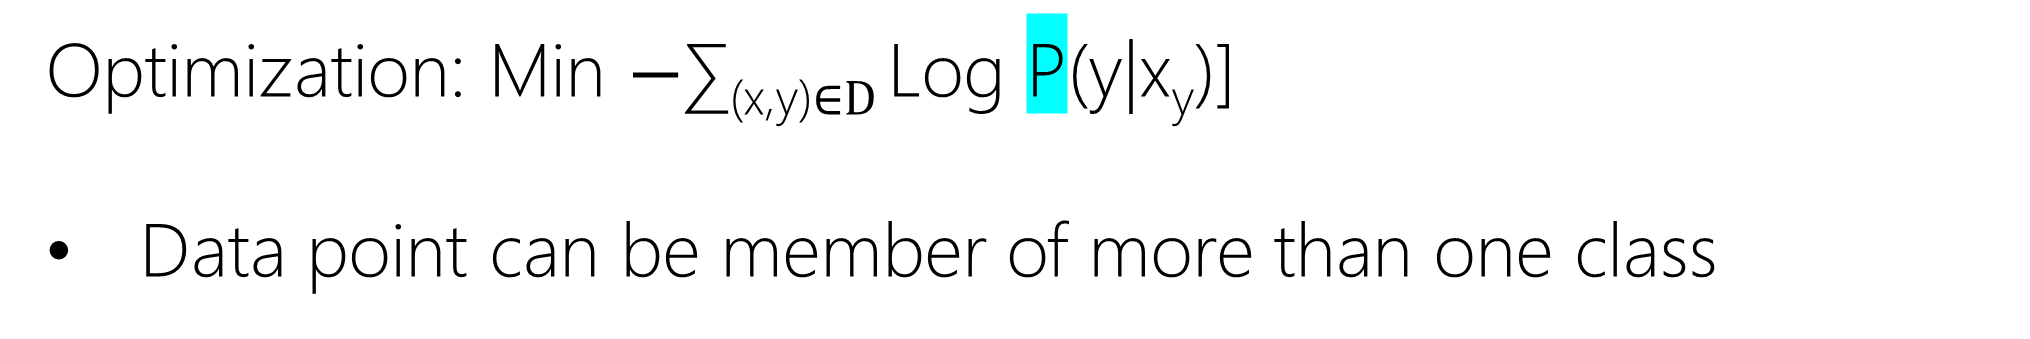 Optimization: Min −∑(x,y)∈D Log P(y|xy)]
• Data point can be member of more than one class